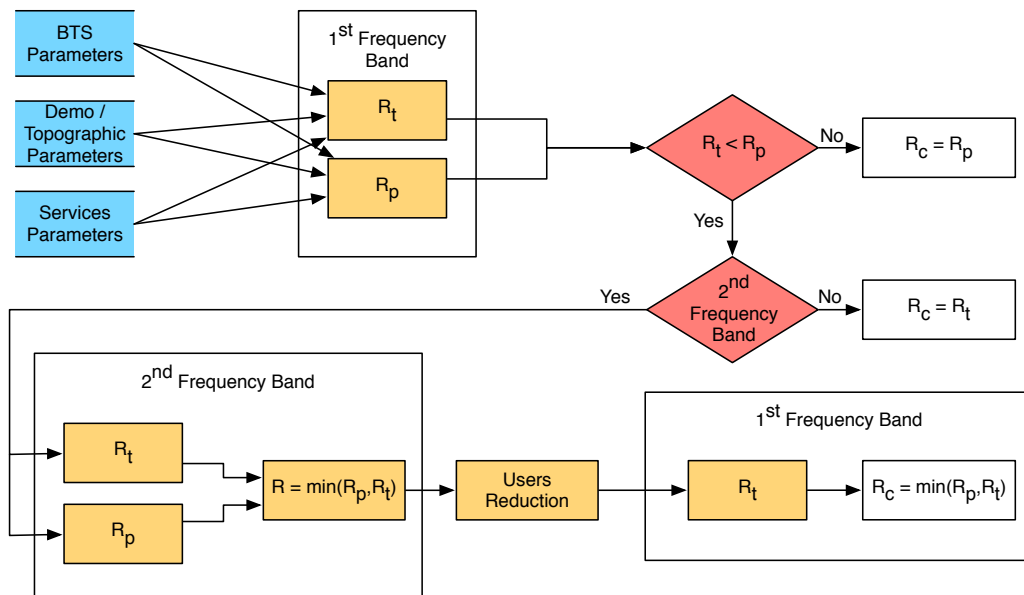 BTS
Parameters
Demo /
Topographic
Parameters
Services
Parameters
1st Frequency
Band
Rt
Rp
Rt < Rp
No
Rc = Rp
Yes
2nd
Frequency
Band
No
Rc = Rt
Yes
2nd Frequency Band
Rt
Rp
R = min(Rp,Rt)
Users
Reduction
1st Frequency Band
Rt
Rc = min(Rp,Rt)